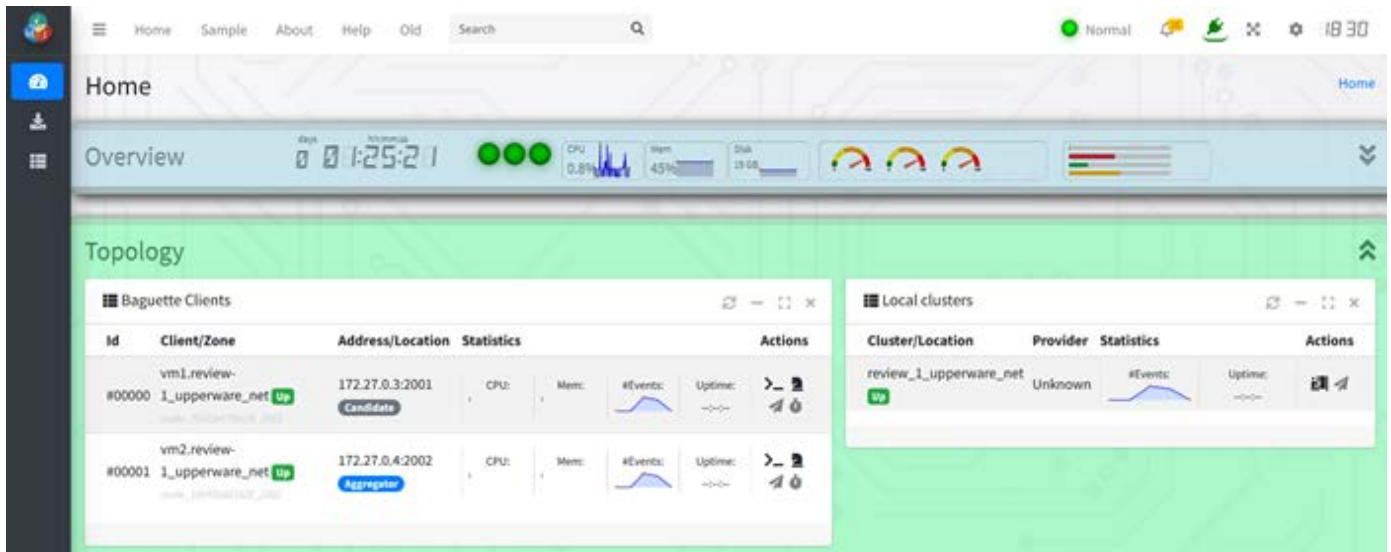 Home Sample About Help Old Search Normal 18 30
Home Home
Overview days 0 01:25:21 CPU 0.8% Mem 45% Disk
Topology
Baguette Clients
Id Client/Zone Address/Location Statistics Actions
#00000 vm1.review-1_upperware_net Up 172.27.0.3:2001 Candidate CPU: Mem: #Events: Uptime: --:--:--
#00001 vm2.review-1_upperware_net Up 172.27.0.4:2002 Aggregator CPU: Mem: #Events: Uptime: --:--:--
Local clusters
Cluster/Location Provider Statistics Actions
review_1_upperware_net Up Unknown #Events: Uptime: --:--:--